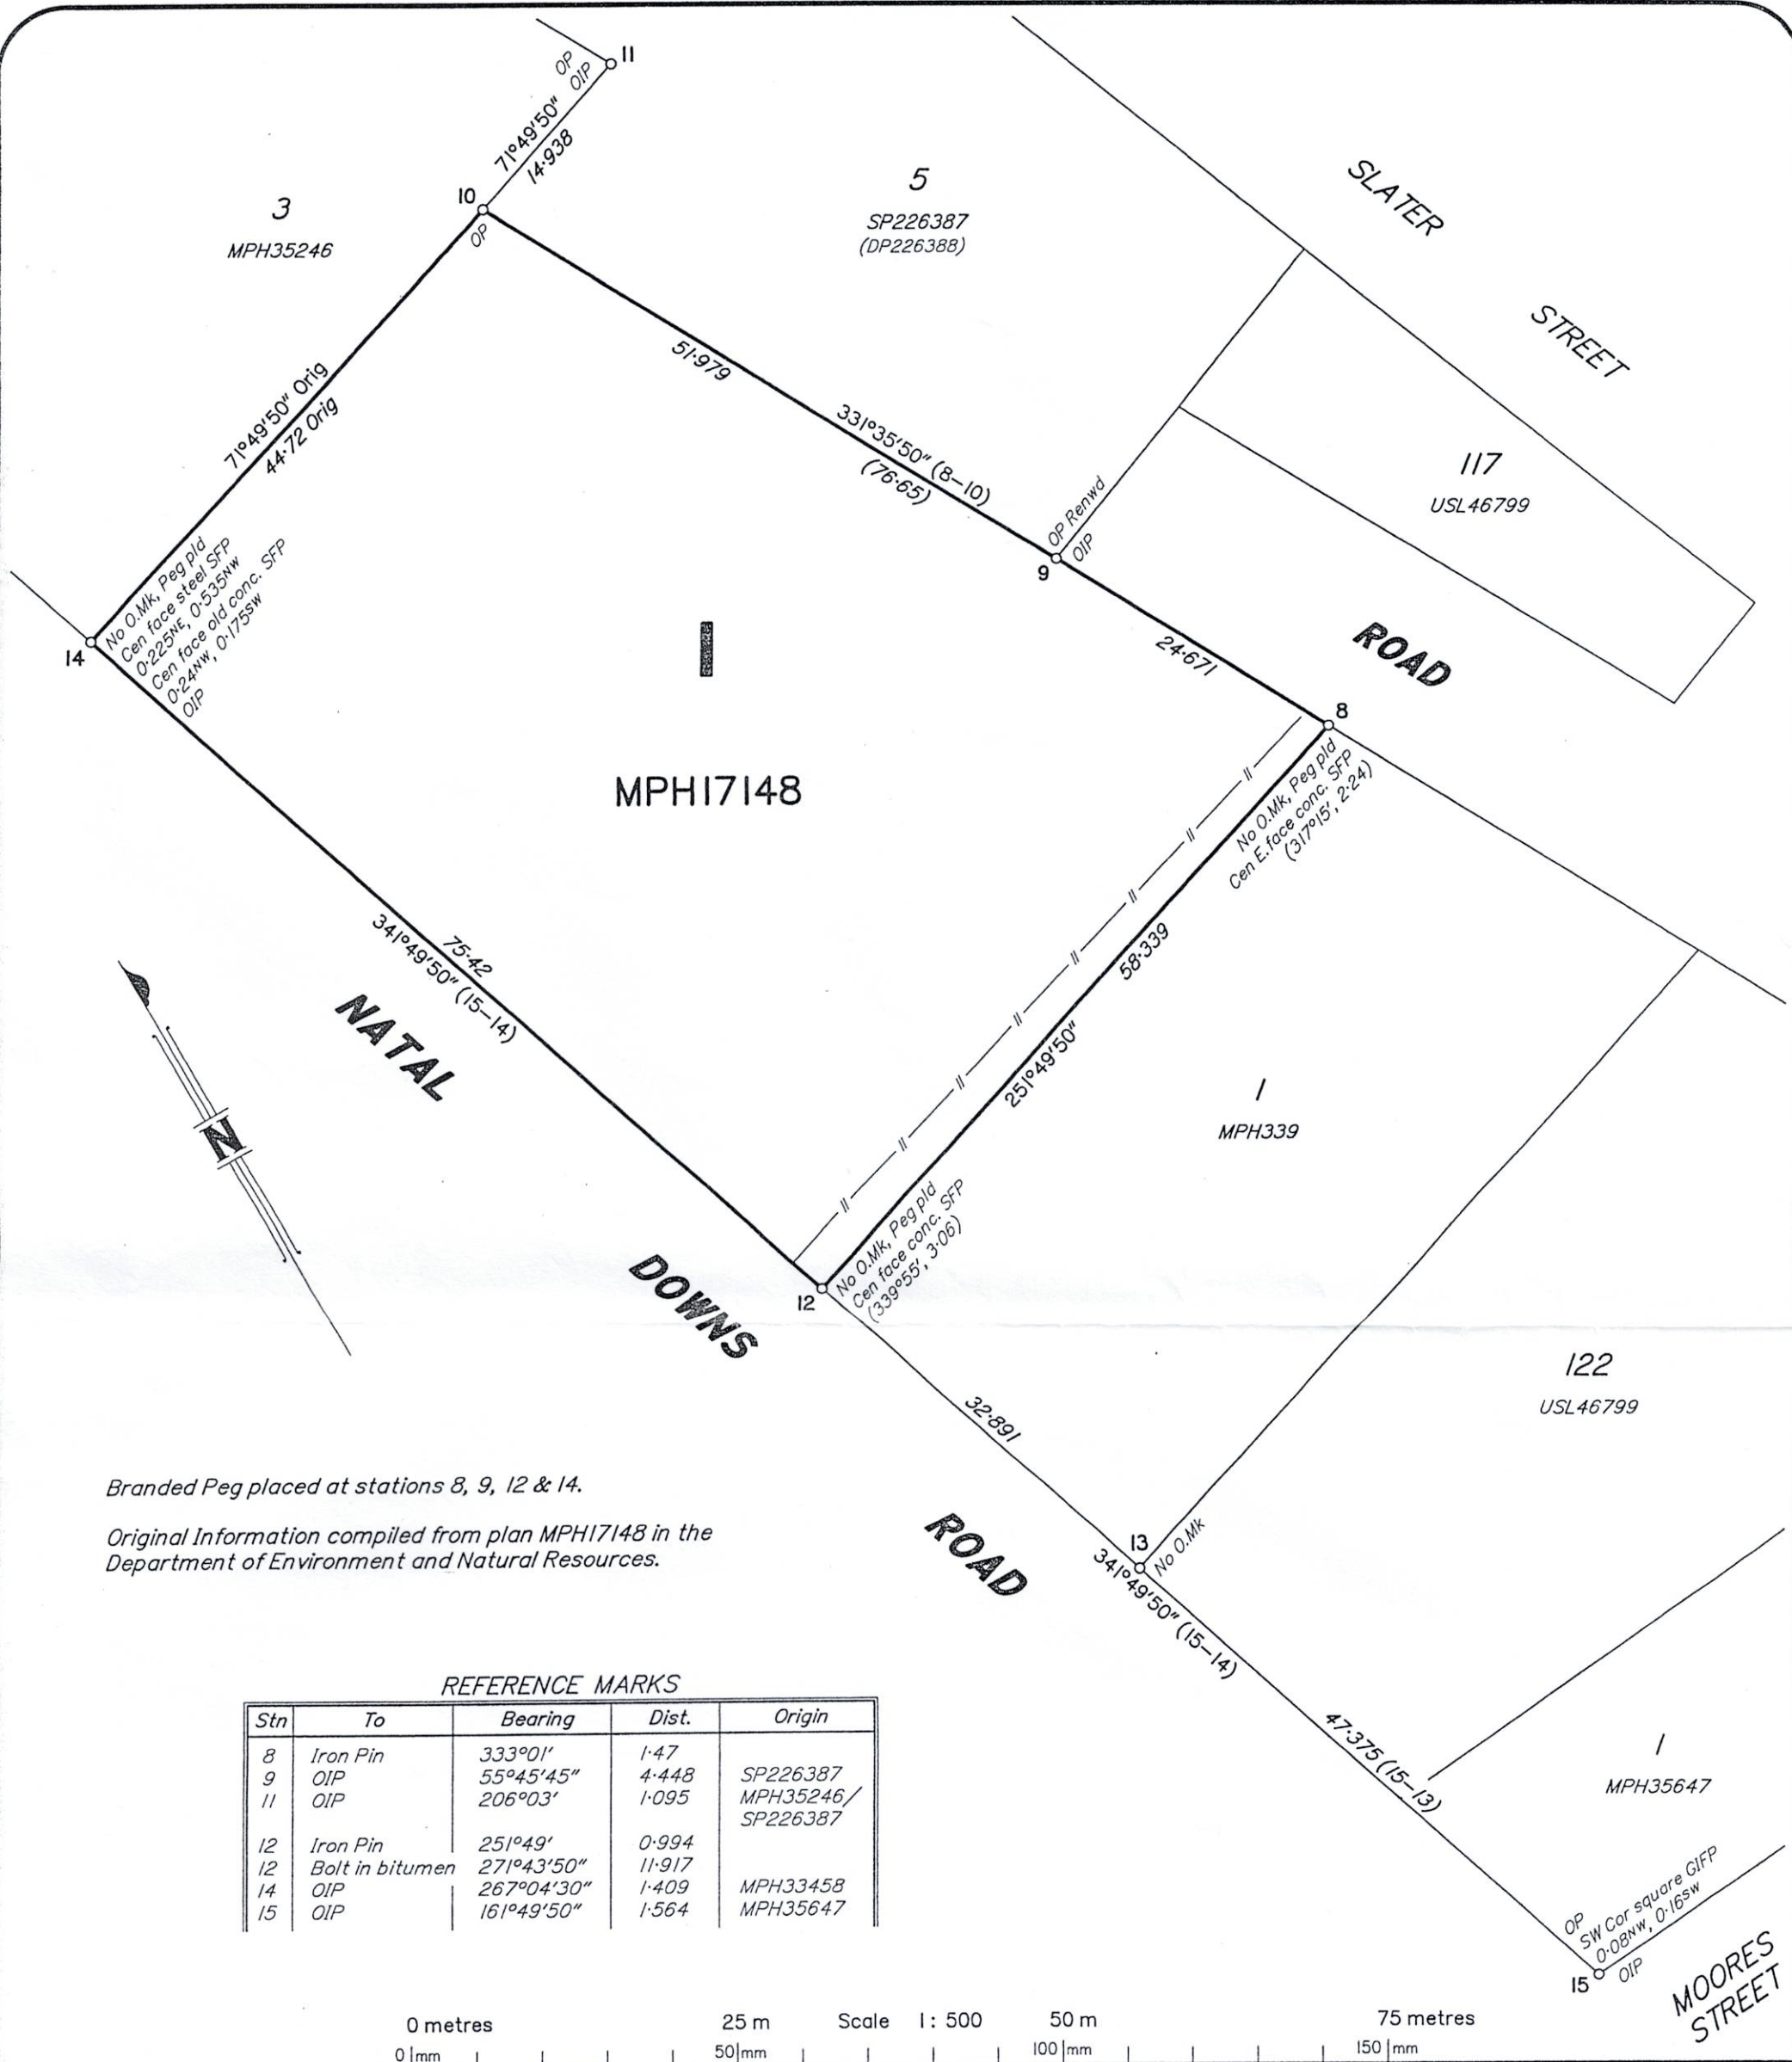 11
OP
OIP
71°49'50"
14·938
10
OP
3
MPH35246
5
SP226387
(DP226388)
SLATER
STREET
51·979
331°35'50" (8–10)
(76·65)
71°49'50" Orig
44·72 Orig
117
USL46799
OP Renwd
OIP
9
24·671
ROAD
8
No O.Mk, Peg pld
Cen E.face conc. SFP
(317°15', 2·24)
14
No O.Mk, Peg pld
Cen face steel SFP
0·225NE, 0·535NW
Cen face old conc. SFP
0·24NW, 0·175SW
OIP
1
MPH17148
75·42
341°49'50" (15–14)
58·339
251°49'50"
NATAL
N
1
MPH339
12
No O.Mk, Peg pld
Cen face conc. SFP
(339°55', 3·06)
DOWNS
32·891
122
USL46799
Branded Peg placed at stations 8, 9, 12 & 14.
Original Information compiled from plan MPH17148 in the
Department of Environment and Natural Resources.
ROAD
13
No O.Mk
341°49'50" (15–14)
47·375 (15–13)
1
MPH35647
REFERENCE MARKS
Stn To Bearing Dist. Origin
8 Iron Pin 333°01' 1·47
9 OIP 55°45'45" 4·448 SP226387
11 OIP 206°03' 1·095 MPH35246/
SP226387
12 Iron Pin 251°49' 0·994
12 Bolt in bitumen 271°43'50" 11·917
14 OIP 267°04'30" 1·409 MPH33458
15 OIP 161°49'50" 1·564 MPH35647
OP
SW Cor square GIFP
0·08NW, 0·16SW
15
OIP
MOORES
STREET
0 metres 25 m Scale 1: 500 50 m 75 metres
0 mm 50 mm 100 mm 150 mm